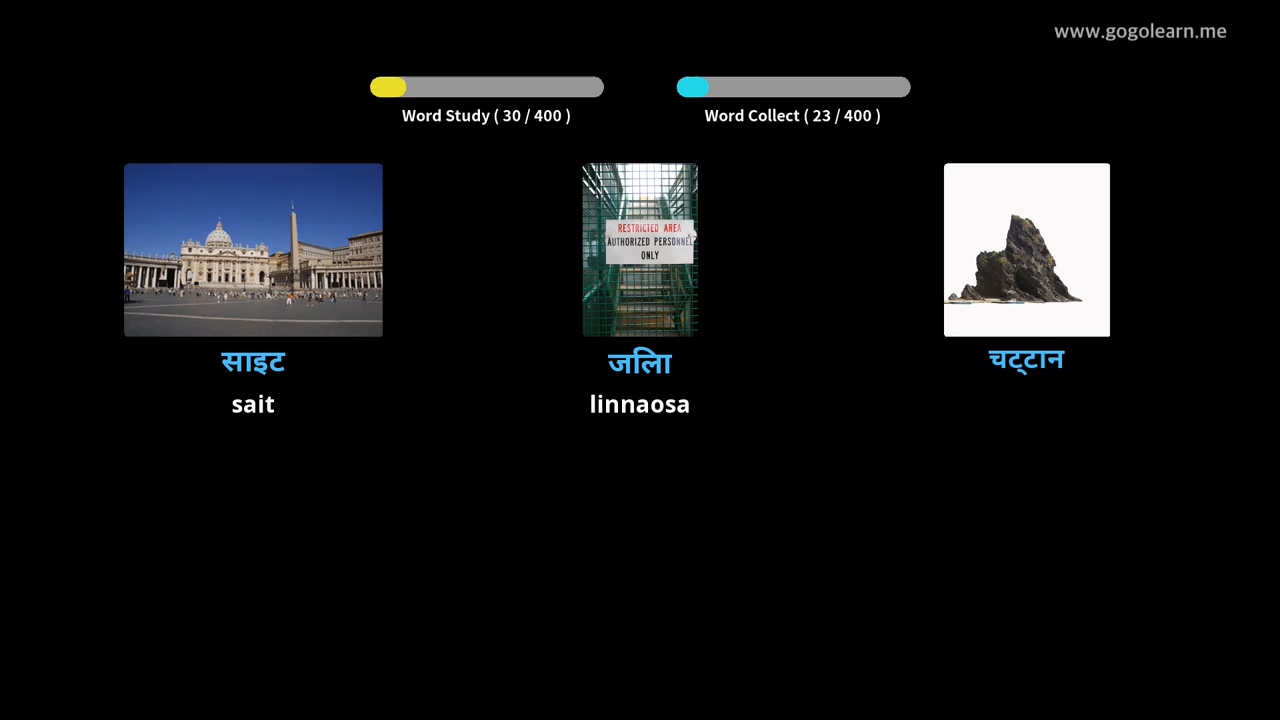 www.gogolearn.me
Word Study ( 30 / 400 )
Word Collect ( 23 / 400 )
RESTRICTED AREA
AUTHORIZED PERSONNEL
ONLY
साइट
जिला
चट्टान
sait
linnaosa